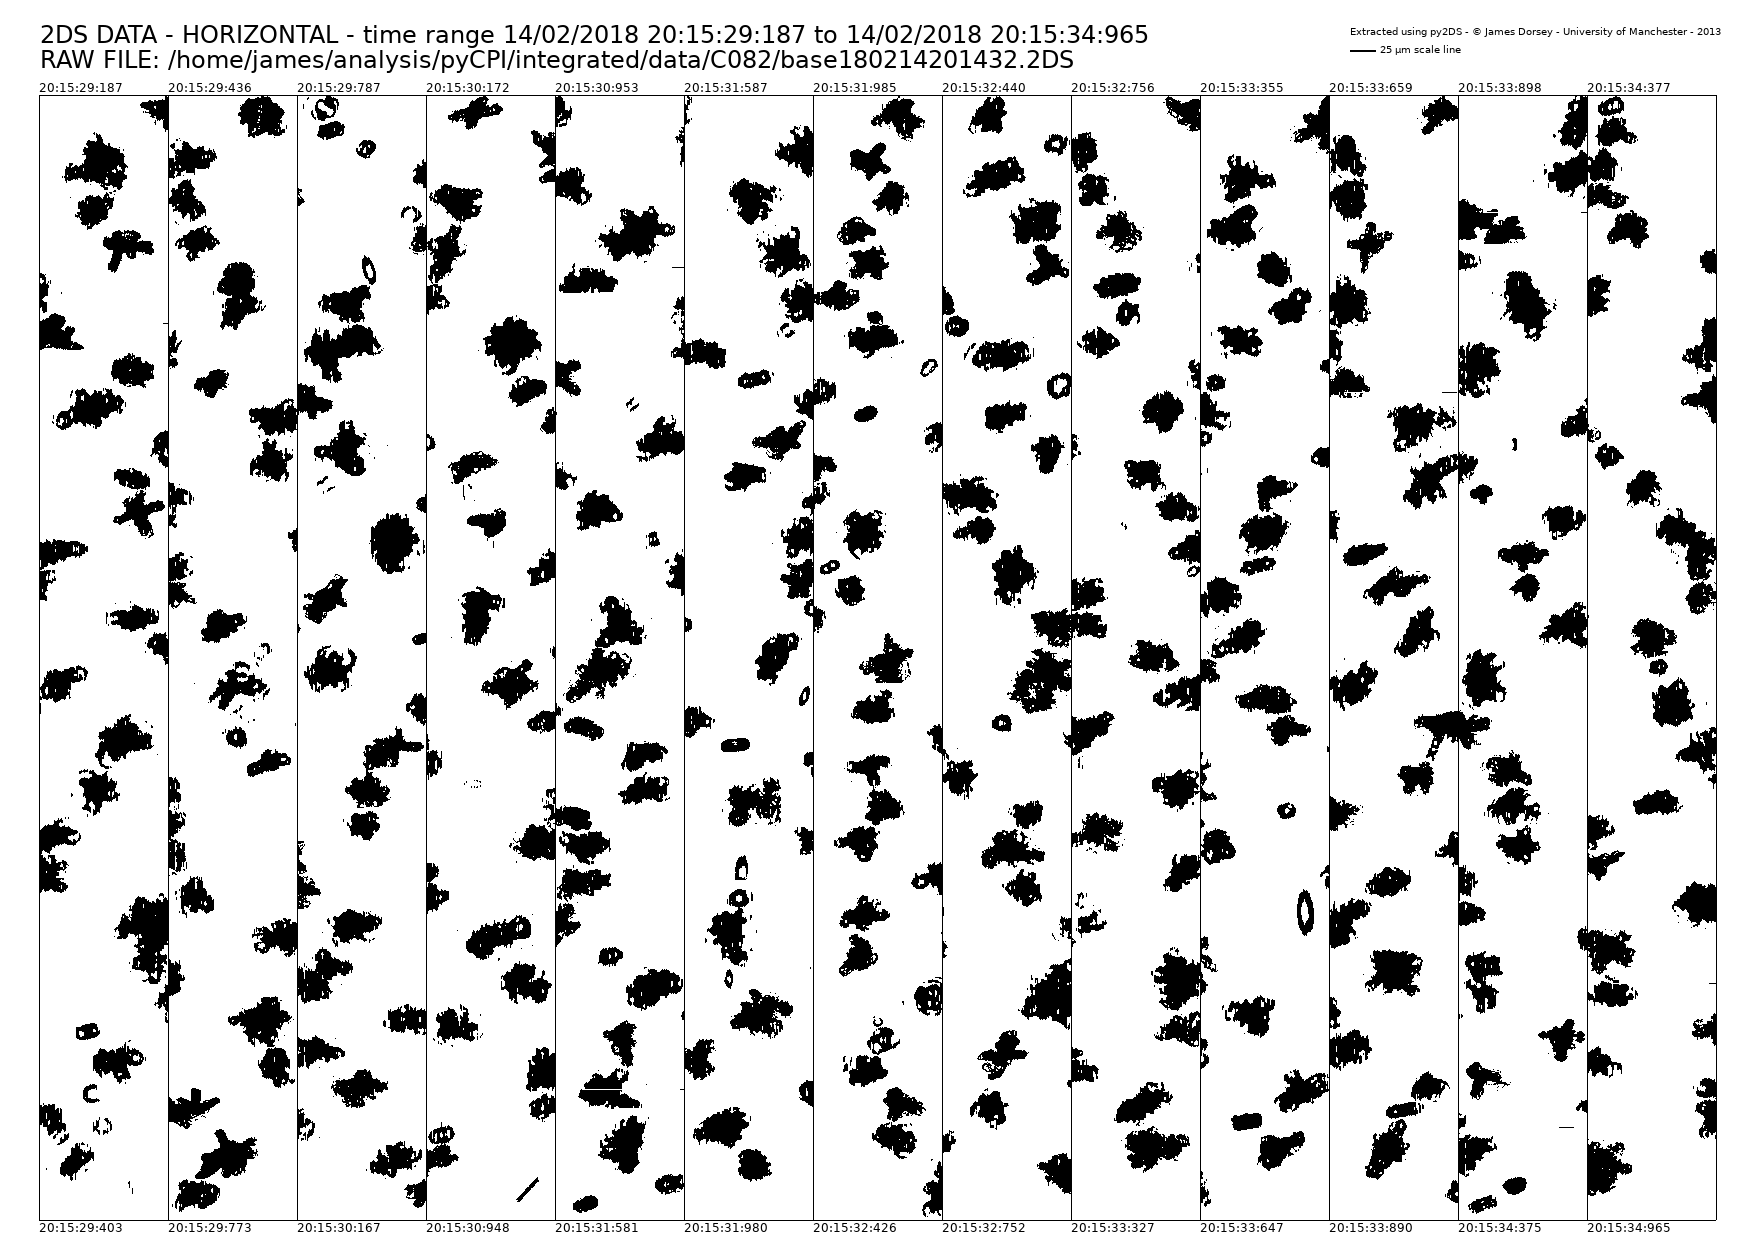 2DS DATA - HORIZONTAL - time range 14/02/2018 20:15:29:187 to 14/02/2018 20:15:34:965
RAW FILE: /home/james/analysis/pyCPI/integrated/data/C082/base180214201432.2DS
Extracted using py2DS - © James Dorsey - University of Manchester - 2013
25 µm scale line
20:15:29:187 20:15:29:436 20:15:29:787 20:15:30:172 20:15:30:953 20:15:31:587 20:15:31:985 20:15:32:440 20:15:32:756 20:15:33:355 20:15:33:659 20:15:33:898 20:15:34:377
20:15:29:403 20:15:29:773 20:15:30:167 20:15:30:948 20:15:31:581 20:15:31:980 20:15:32:426 20:15:32:752 20:15:33:327 20:15:33:647 20:15:33:890 20:15:34:375 20:15:34:965